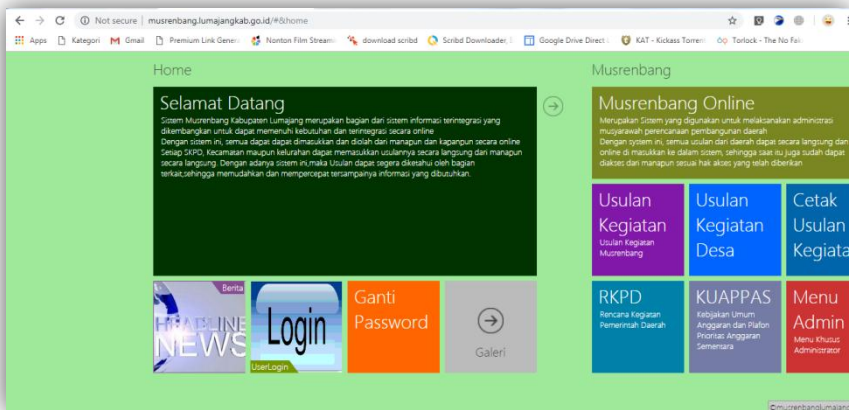 Not secure | musrenbang.lumajangkab.go.id/#&home
Apps Kategori Gmail Premium Link Gener Nonton Film Stream download scribd Scribd Downloader, Google Drive Direct KAT - Kickass Torren Torlock - The No Fak
Home
Selamat Datang
Sistem Musrenbang Kabupaten Lumajang merupakan bagian dari sistem informasi terintegrasi yang
dikembangkan untuk dapat memenuhi kebutuhan dan terintegrasi secara online
Dengan sistem ini, semua dapat dapat dimasukkan dan diolah dari manapun dan kapanpun secara online
Setiap SKPD, Kecamatan maupun kelurahan dapat memasukkan usulannya secara langsung dari manapun
secara langsung. Dengan adanya sistem ini,maka Usulan dapat segera diketahui oleh bagian
terkait,sehingga memudahkan dan mempercepat tersampainya informasi yang dibutuhkan.
Berita
HEADLINE
NEWS
Login
UserLogin
Ganti
Password
Galeri
Musrenbang
Musrenbang Online
Merupakan Sistem yang digunakan untuk melaksanakan administrasi
musyawarah perencanaan pembangunan daerah
Dengan system ini, semua usulan dari daerah dapat secara langsung dan
online di masukkan ke dalam sistem, sehingga saat itu juga sudah dapat
diakses dari manapun sesuai hak akses yang telah diberikan
Usulan
Kegiatan
Usulan Kegiatan
Musrenbang
Usulan
Kegiatan
Desa
Cetak
Usulan
Kegiata
RKPD
Rencana Kegiatan
Pemerintah Daerah
KUAPPAS
Kebijakan Umum
Anggaran dan Plafon
Prioritas Anggaran
Sementara
Menu
Admin
Menu Khusus
Administrator
©musrenbanglumajang